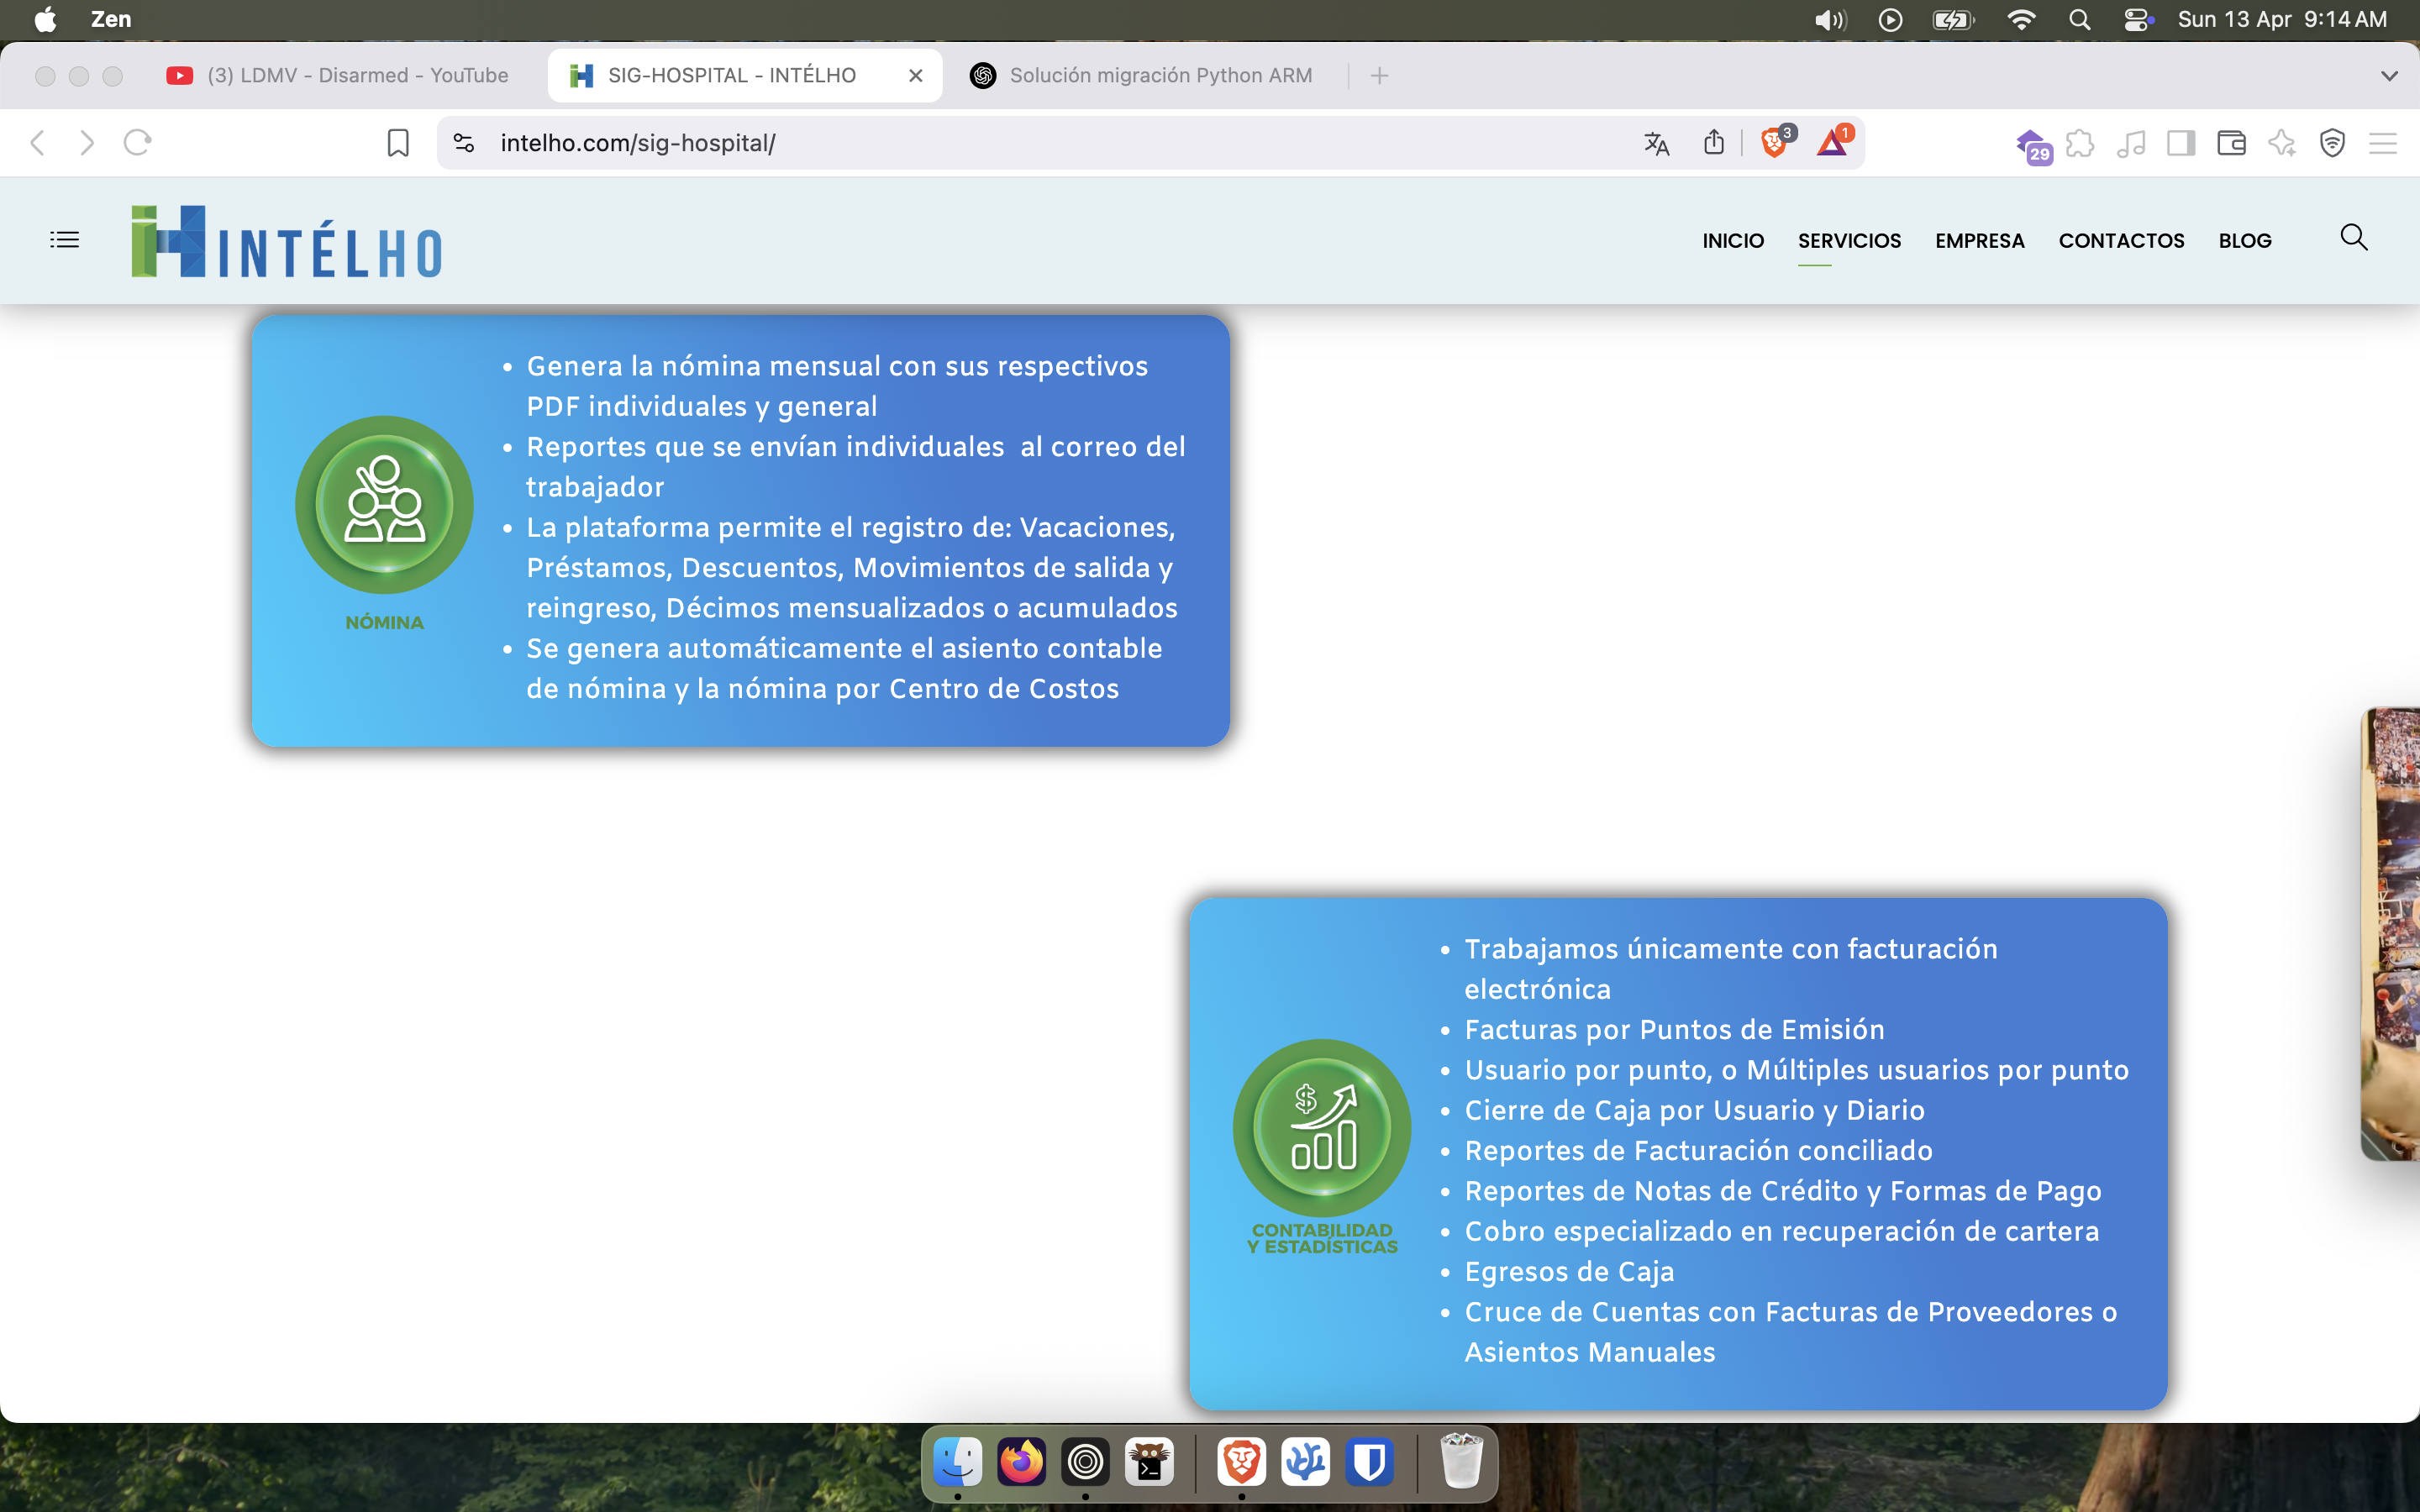 Zen
Sun 13 Apr 9:14 AM
(3) LDMV - Disarmed - YouTube
SIG-HOSPITAL - INTÉLHO
Solución migración Python ARM
intelho.com/sig-hospital/
3
1
29
INTÉLHO
INICIO
SERVICIOS
EMPRESA
CONTACTOS
BLOG
• Genera la nómina mensual con sus respectivos
PDF individuales y general
• Reportes que se envían individuales  al correo del
trabajador
• La plataforma permite el registro de: Vacaciones,
Préstamos, Descuentos, Movimientos de salida y
reingreso, Décimos mensualizados o acumulados
• Se genera automáticamente el asiento contable
de nómina y la nómina por Centro de Costos
NÓMINA
• Trabajamos únicamente con facturación
electrónica
• Facturas por Puntos de Emisión
• Usuario por punto, o Múltiples usuarios por punto
• Cierre de Caja por Usuario y Diario
• Reportes de Facturación conciliado
• Reportes de Notas de Crédito y Formas de Pago
• Cobro especializado en recuperación de cartera
• Egresos de Caja
• Cruce de Cuentas con Facturas de Proveedores o
Asientos Manuales
CONTABILIDAD
Y ESTADÍSTICAS